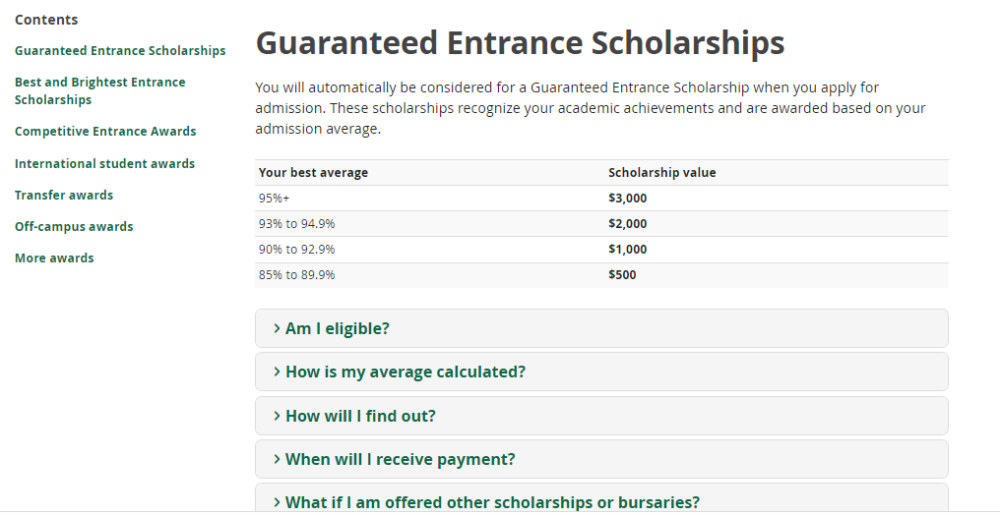 Contents
Guaranteed Entrance Scholarships
Best and Brightest Entrance
Scholarships
Competitive Entrance Awards
International student awards
Transfer awards
Off-campus awards
More awards
Guaranteed Entrance Scholarships
You will automatically be considered for a Guaranteed Entrance Scholarship when you apply for
admission. These scholarships recognize your academic achievements and are awarded based on your
admission average.
Your best average Scholarship value
95%+ $3,000
93% to 94.9% $2,000
90% to 92.9% $1,000
85% to 89.9% $500
Am I eligible?
How is my average calculated?
How will I find out?
When will I receive payment?
What if I am offered other scholarships or bursaries?